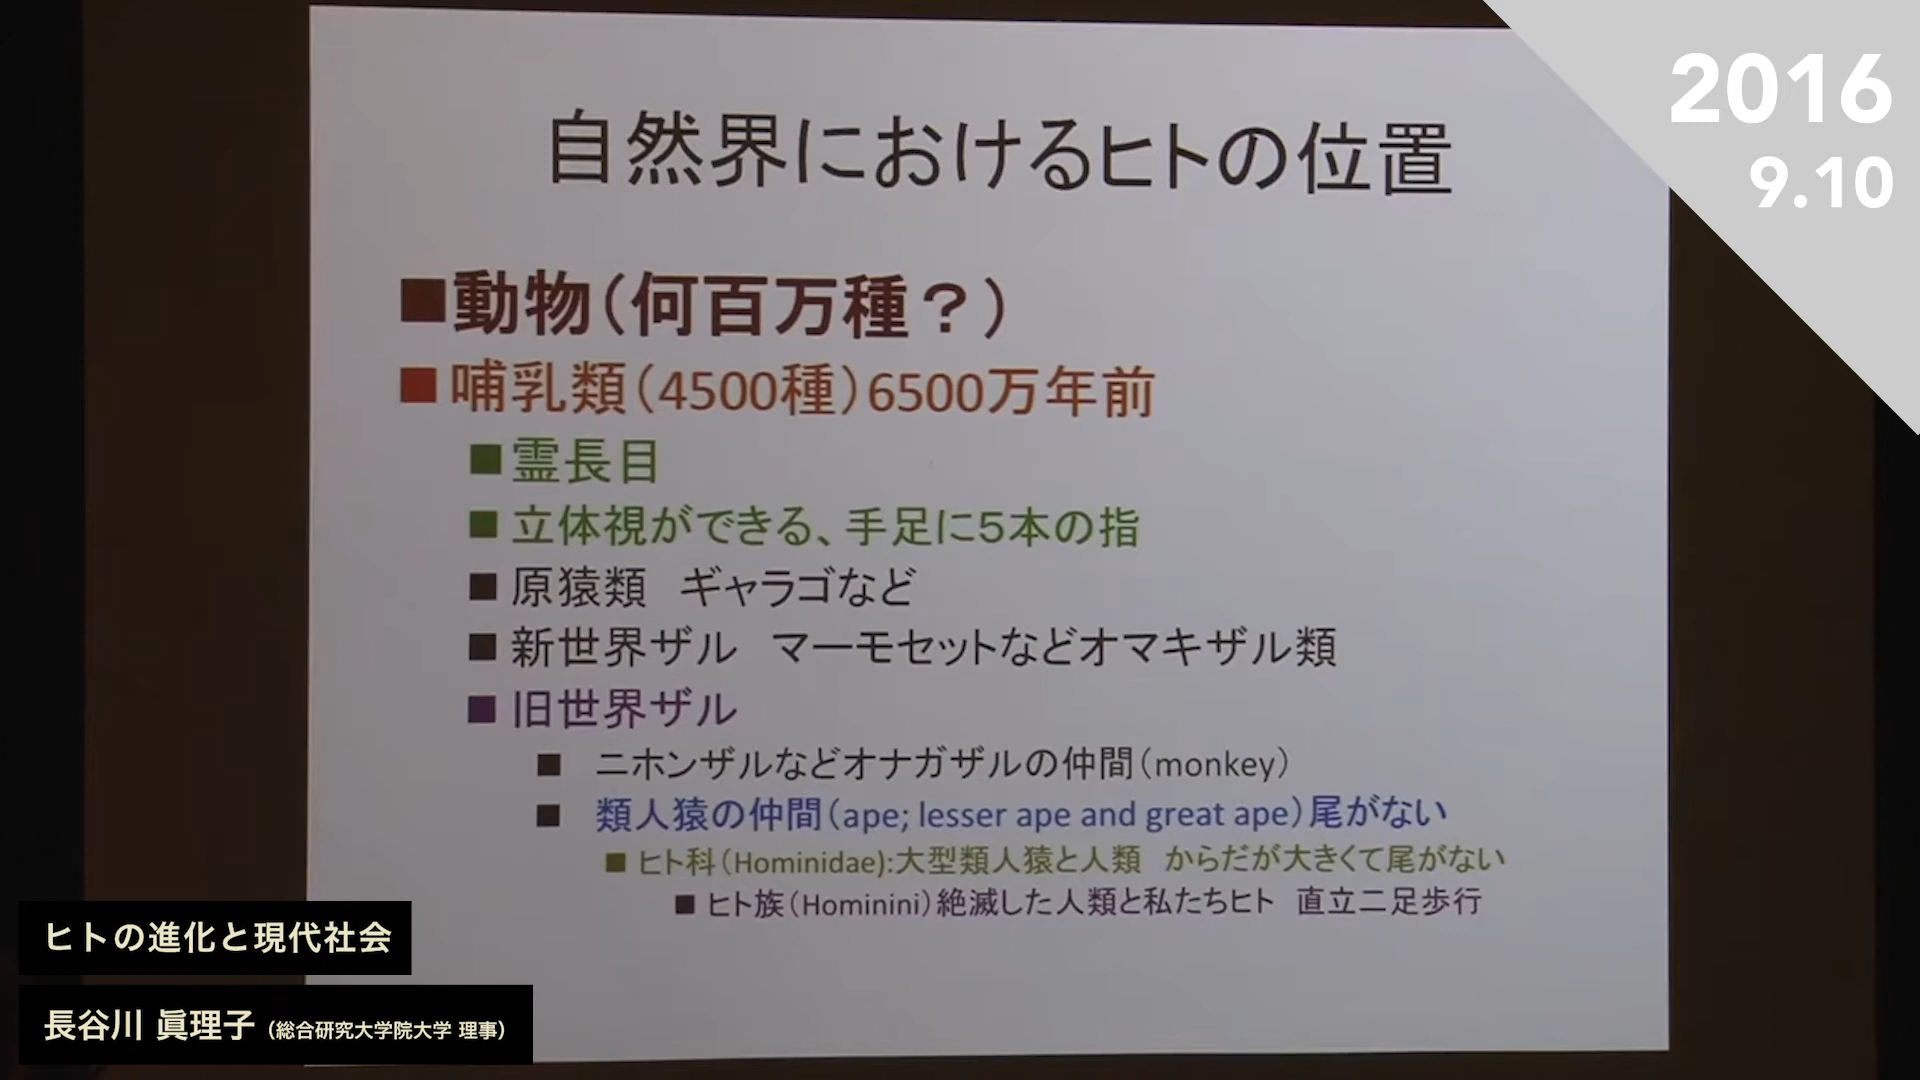 2016
9.10
自然界におけるヒトの位置
■動物(何百万種？)
■哺乳類(4500種)6500万年前
■霊長目
■立体視ができる、手足に5本の指
■原猿類　ギャラゴなど
■新世界ザル　マーモセットなどオマキザル類
■旧世界ザル
■ニホンザルなどオナガザルの仲間(monkey)
■類人猿の仲間(ape; lesser ape and great ape)尾がない
■ヒト科(Hominidae):大型類人猿と人類　からだが大きくて尾がない
■ヒト族(Hominini)絶滅した人類と私たちヒト　直立二足歩行
ヒトの進化と現代社会
長谷川 眞理子(総合研究大学院大学 理事)